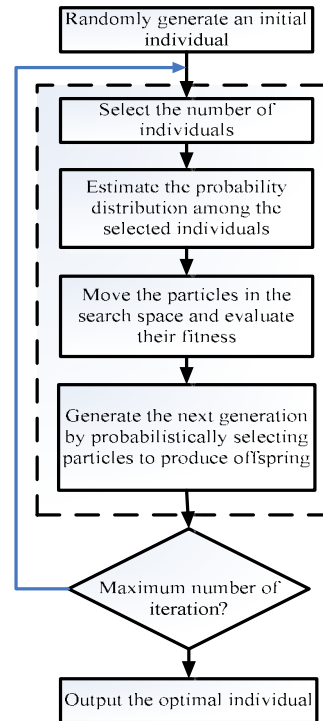 Randomly generate an initial
individual
Select the number of
individuals
Estimate the probability
distribution among the
selected individuals
Move the particles in the
search space and evaluate
their fitness
Generate the next generation
by probabilistically selecting
particles to produce offspring
Maximum number of
iteration?
Output the optimal individual